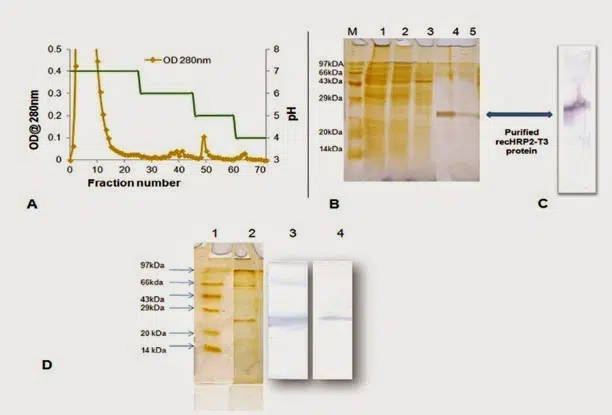 OD@ 280nm
0.5
0.4
0.3
0.2
0.1
0
OD 280nm
7
8
7
6
5
4
3
pH
0 10 20 30 40 50 60 70
Fraction number
A
M 1 2 3 4 5
97kDA
66kDa
43kDa
29kDa
20kDa
14kDa
B
Purified
recHRP2-T3
protein
C
1 2 3 4
97kDa
66kda
43kDa
29kDa
20 kDa
14 kDa
D